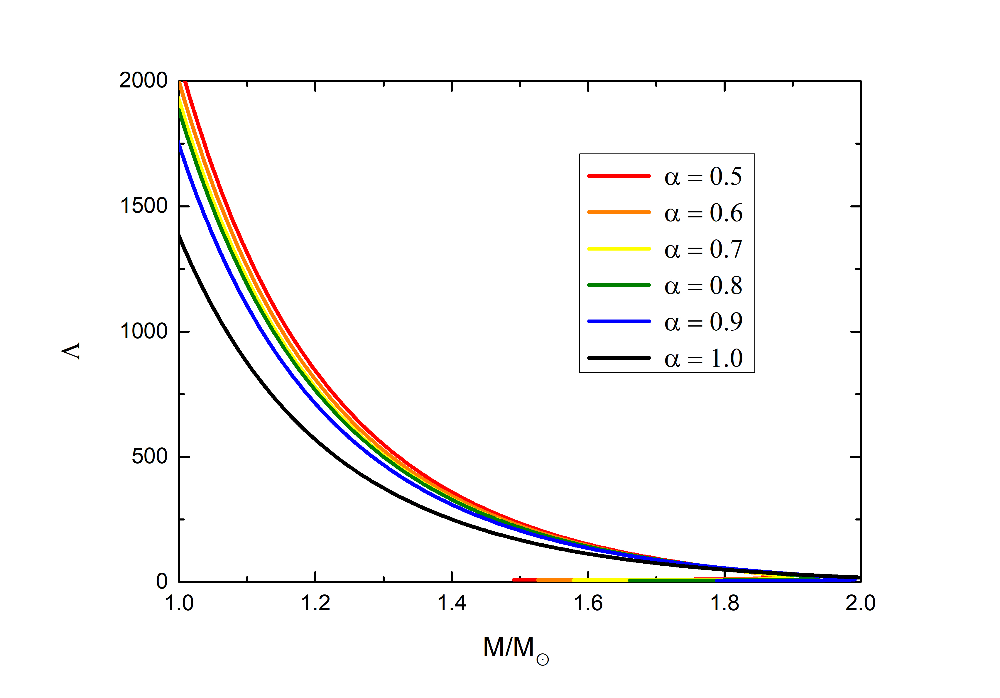 2000
1500
1000
500
0
Λ
1.0 1.2 1.4 1.6 1.8 2.0
M/M⊙
α = 0.5
α = 0.6
α = 0.7
α = 0.8
α = 0.9
α = 1.0